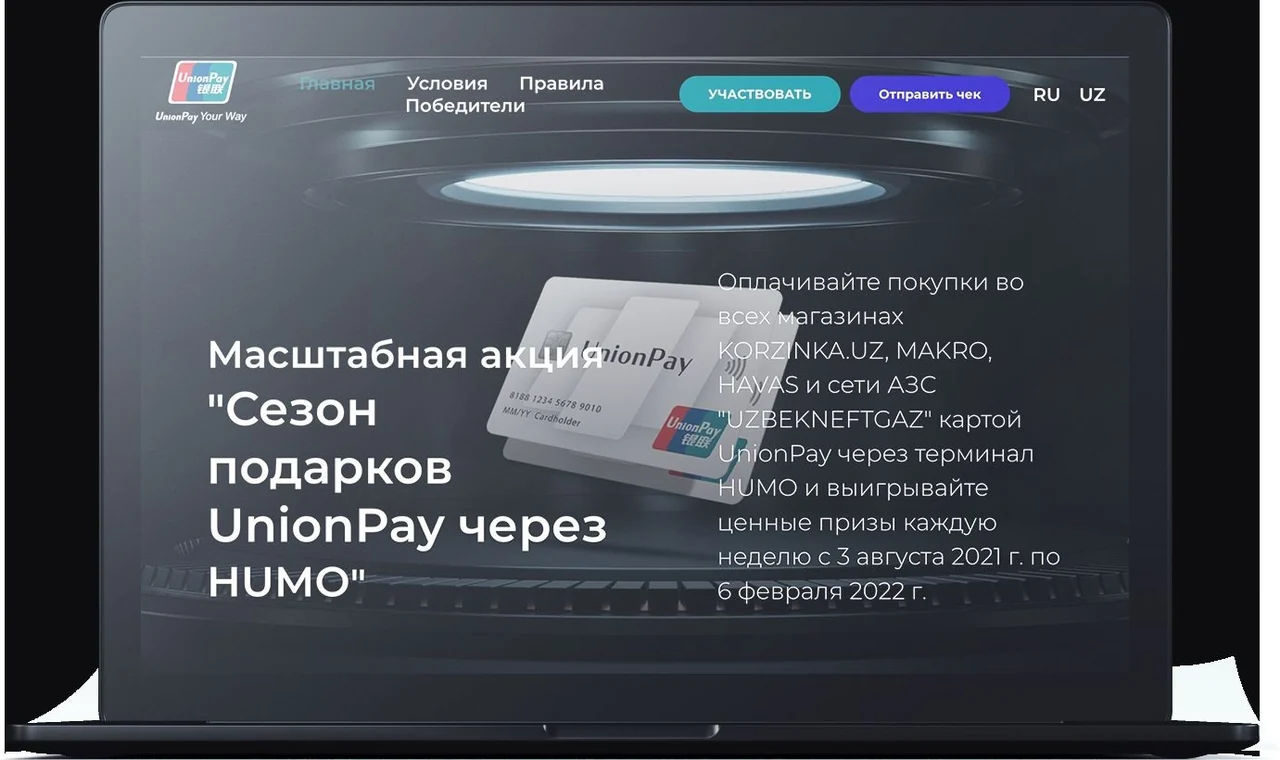 UnionPay
银联
UnionPay Your Way
Главная
Условия
Правила
Победители
УЧАСТВОВАТЬ
Отправить чек
RU
UZ
Масштабная акция
"Сезон
подарков
UnionPay через
HUMO"
UnionPay
8188 1234 5678 9010
MM/YY Cardholder
UnionPay
银联
Оплачивайте покупки во
всех магазинах
KORZINKA.UZ, MAKRO,
HAVAS и сети АЗС
"UZBEKNEFTGAZ" картой
UnionPay через терминал
HUMO и выигрывайте
ценные призы каждую
неделю с 3 августа 2021 г. по
6 февраля 2022 г.